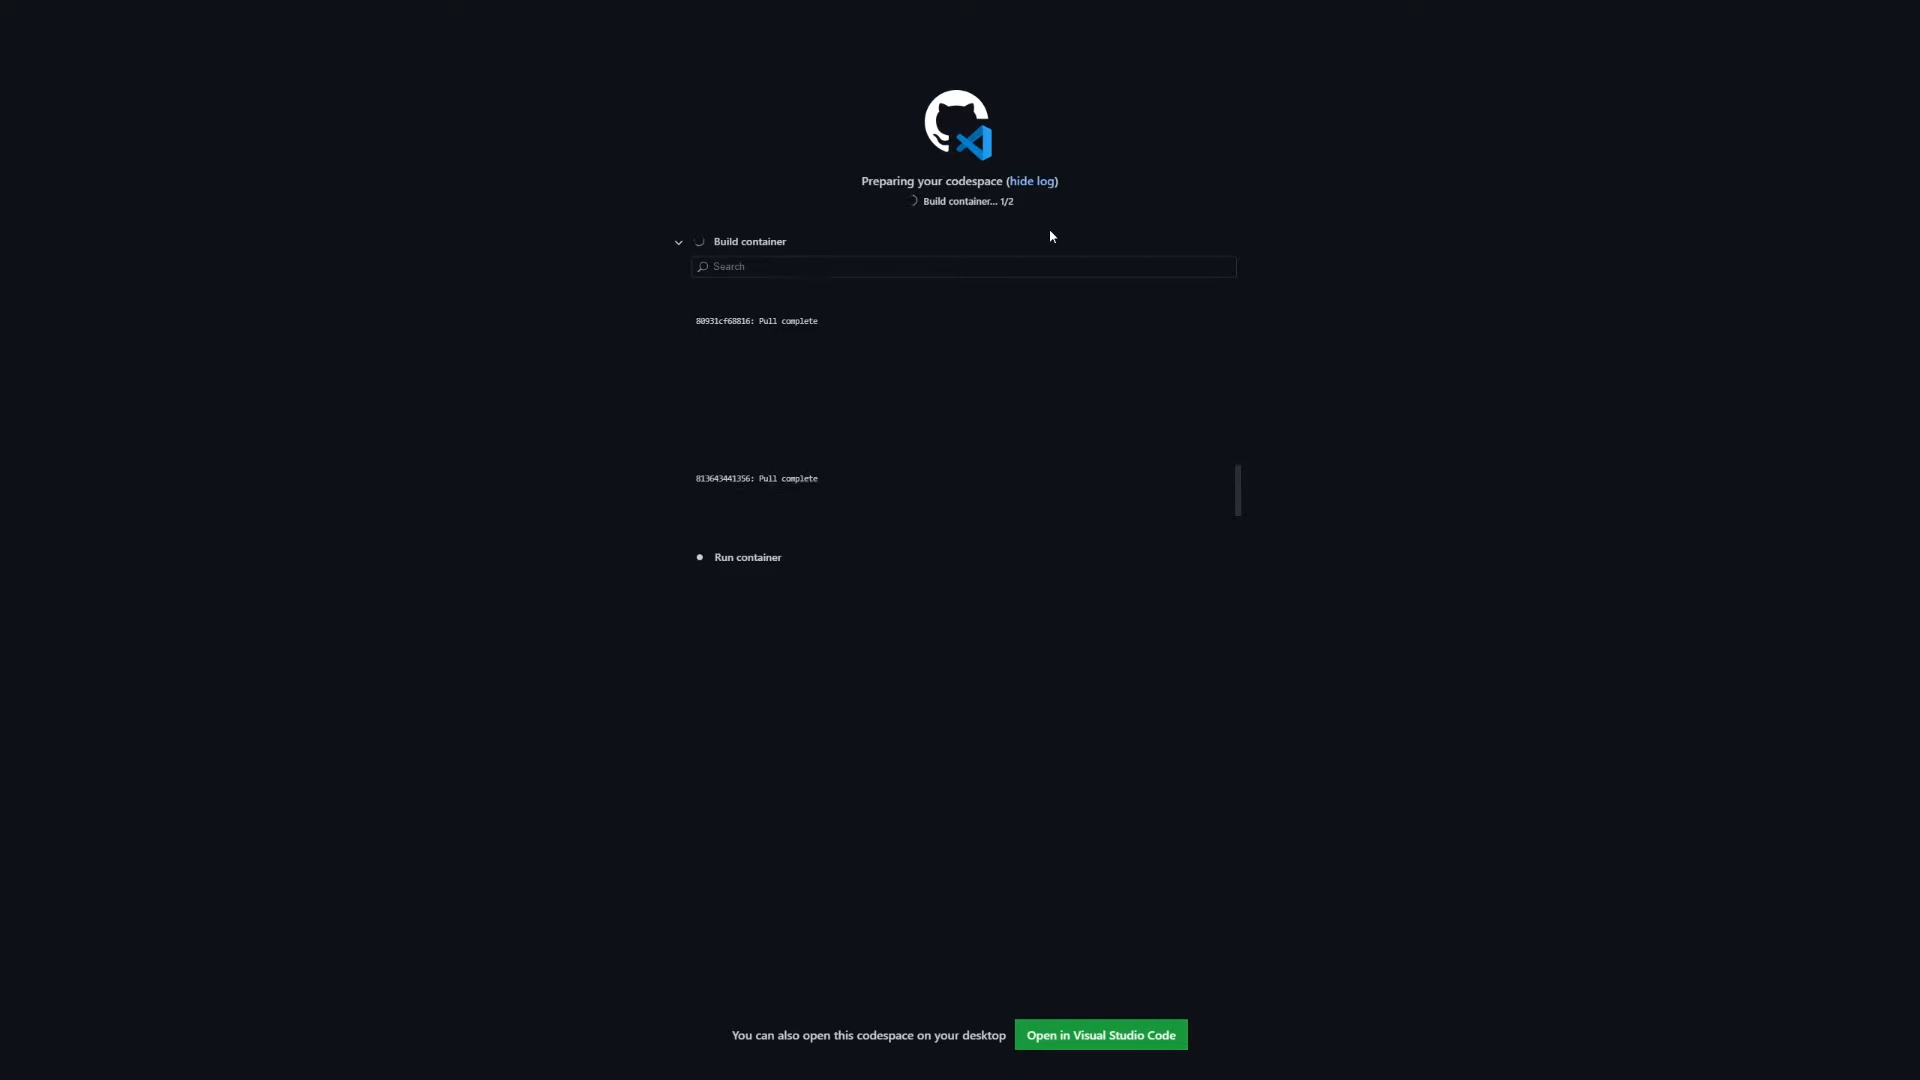 Preparing your codespace (hide log)
Build container... 1/2
Build container
Search
80931cf68816: Pull complete
813643441356: Pull complete
Run container
You can also open this codespace on your desktop
Open in Visual Studio Code